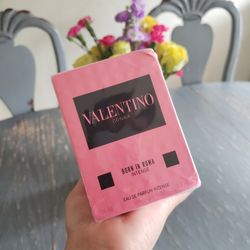 VALENTINO
DONNA
BORN IN ROMA
INTENSE
EAU DE PARFUM INTENSE